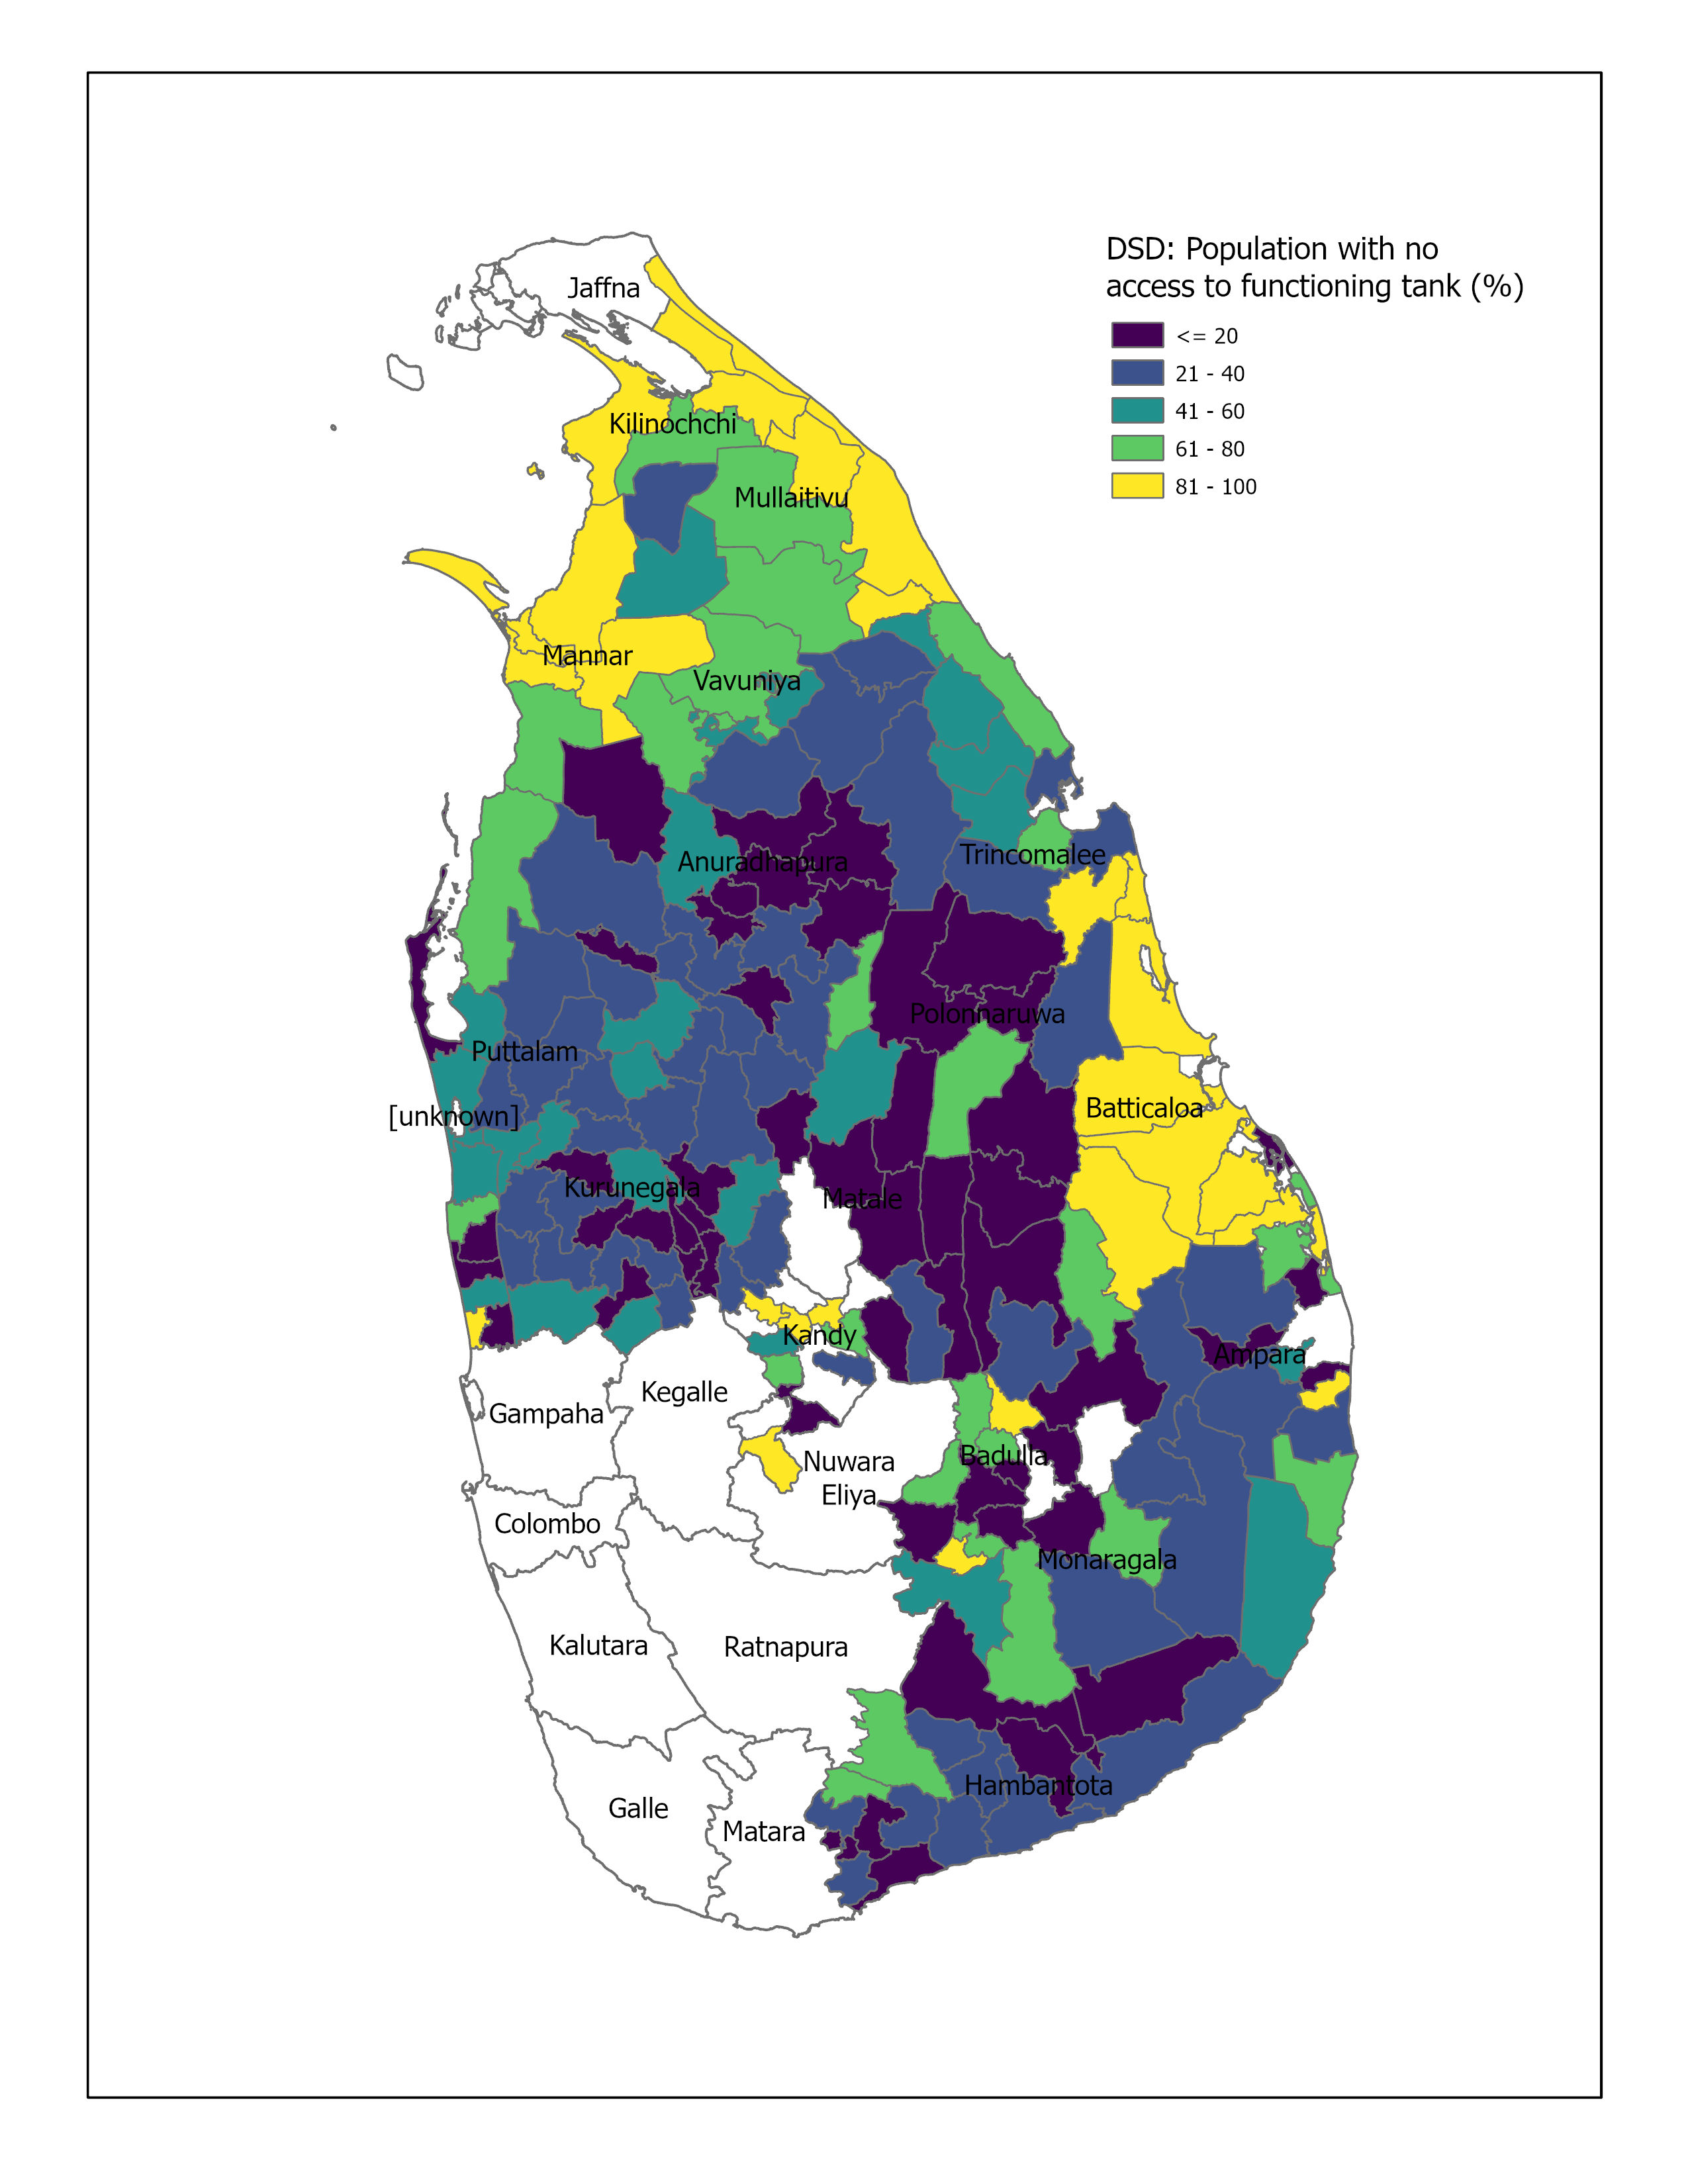 DSD: Population with no
access to functioning tank (%)
<= 20
21 - 40
41 - 60
61 - 80
81 - 100
Jaffna
Kilinochchi
Mullaitivu
Mannar
Vavuniya
Anuradhapura
Trincomalee
Polonnaruwa
Puttalam
[unknown]
Batticaloa
Kurunegala
Matale
Kandy
Ampara
Kegalle
Gampaha
Badulla
Nuwara
Eliya
Colombo
Monaragala
Kalutara
Ratnapura
Hambantota
Galle
Matara